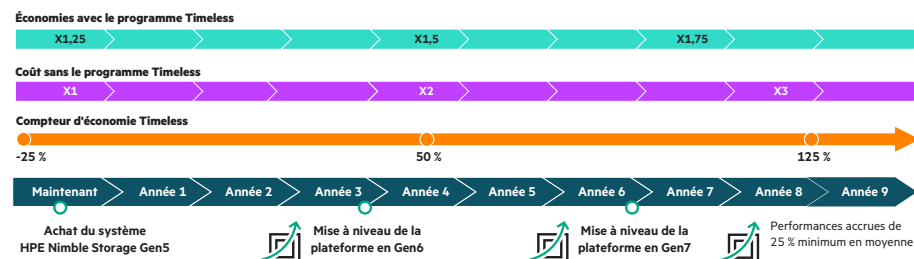 Économies avec le programme Timeless
X1,25 X1,5 X1,75
Coût sans le programme Timeless
X1 X2 X3
Compteur d'économie Timeless
-25 % 50 % 125 %
Maintenant Année 1 Année 2 Année 3 Année 4 Année 5 Année 6 Année 7 Année 8 Année 9
Achat du système
HPE Nimble Storage Gen5
Mise à niveau de la
plateforme en Gen6
Mise à niveau de la
plateforme en Gen7
Performances accrues de
25 % minimum en moyenne